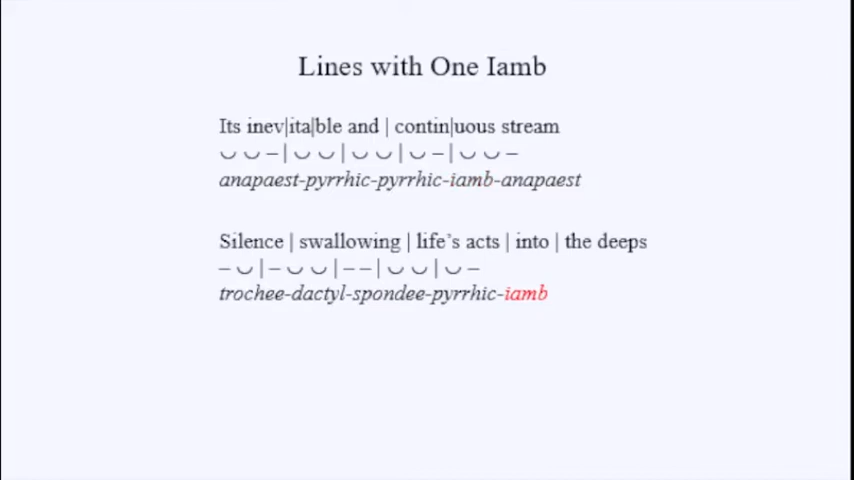 Lines with One Iamb
Its inev|ita|ble and | contin|uous stream
◡ ◡ – | ◡ ◡ | ◡ ◡ | ◡ – | ◡ ◡ –
anapaest-pyrrhic-pyrrhic-iamb-anapaest
Silence | swallowing | life’s acts | into | the deeps
– ◡ | – ◡ ◡ | – – | ◡ ◡ | ◡ –
trochee-dactyl-spondee-pyrrhic-iamb